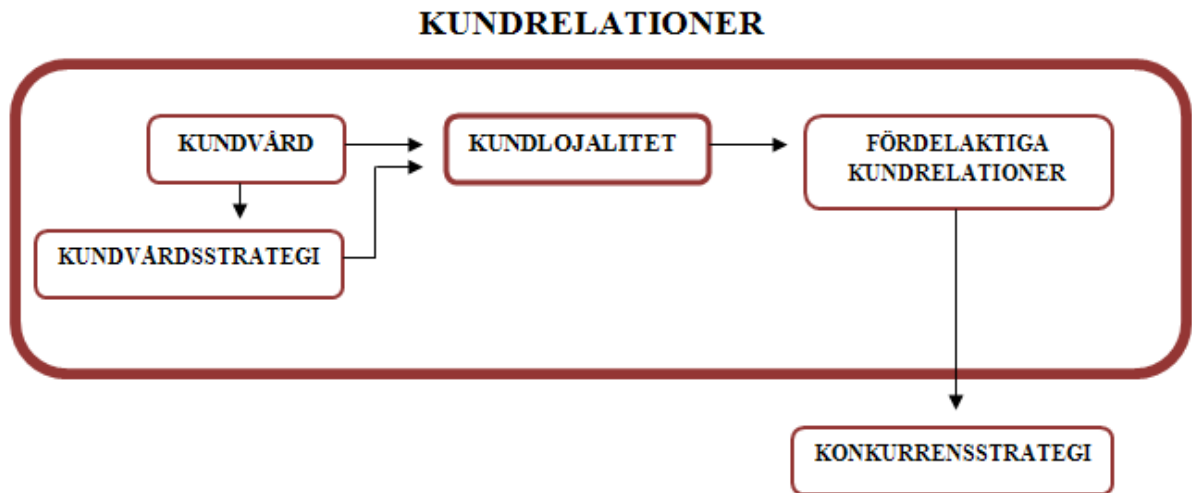 KUNDRELATIONER
KUNDVÅRD
KUNDLOJALITET
FÖRDELAKTIGA
KUNDRELATIONER
KUNDVÅRDSSTRATEGI
KONKURRENSSTRATEGI